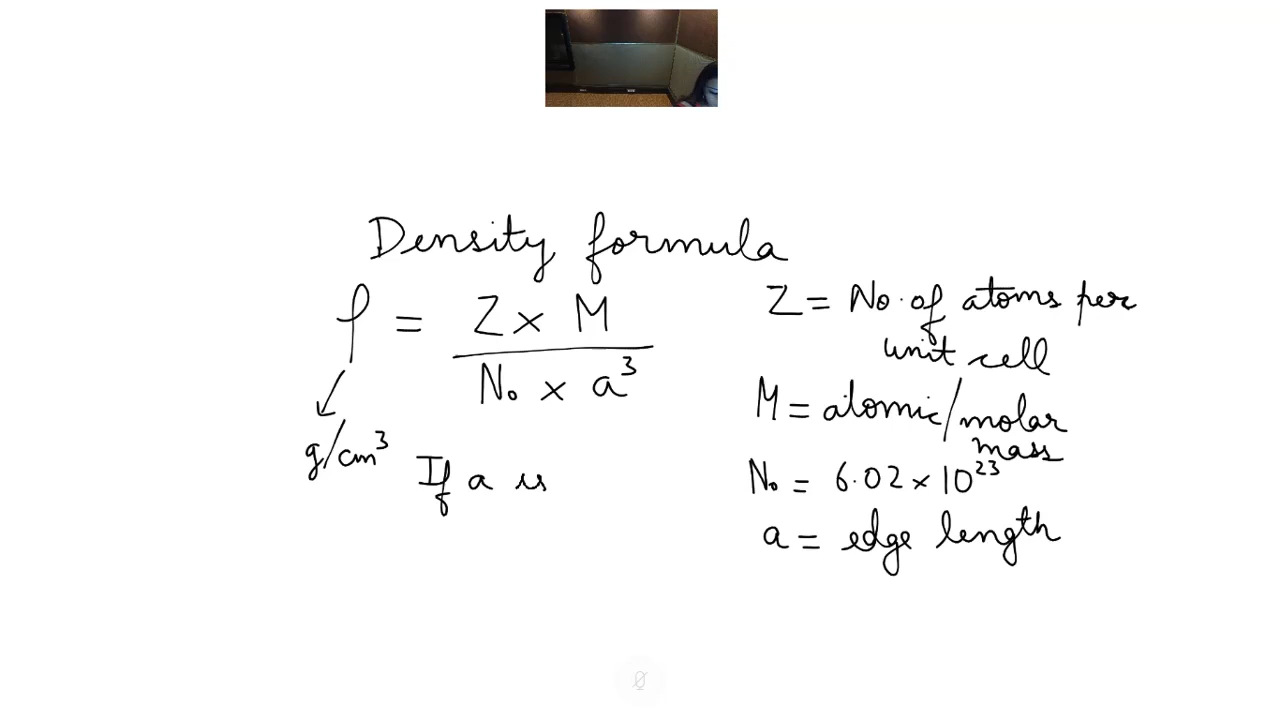 Density formula
ρ = Z × M / N₀ × a³
g/cm³
If a is
Z = No. of atoms per
unit cell
M = atomic/molar
mass
N₀ = 6.02 × 10²³
a = edge length